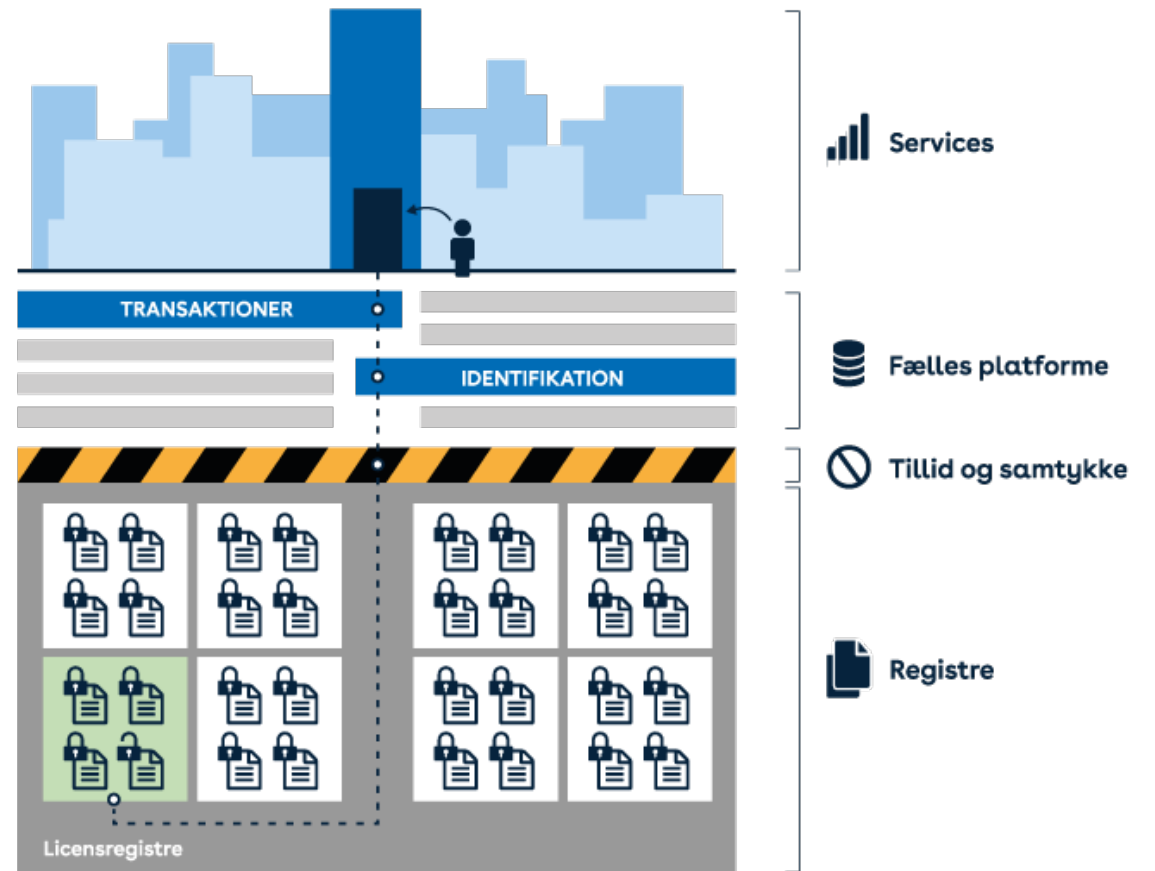 Services
TRANSAKTIONER
IDENTIFIKATION
Fælles platforme
Tillid og samtykke
Registre
Licensregistre